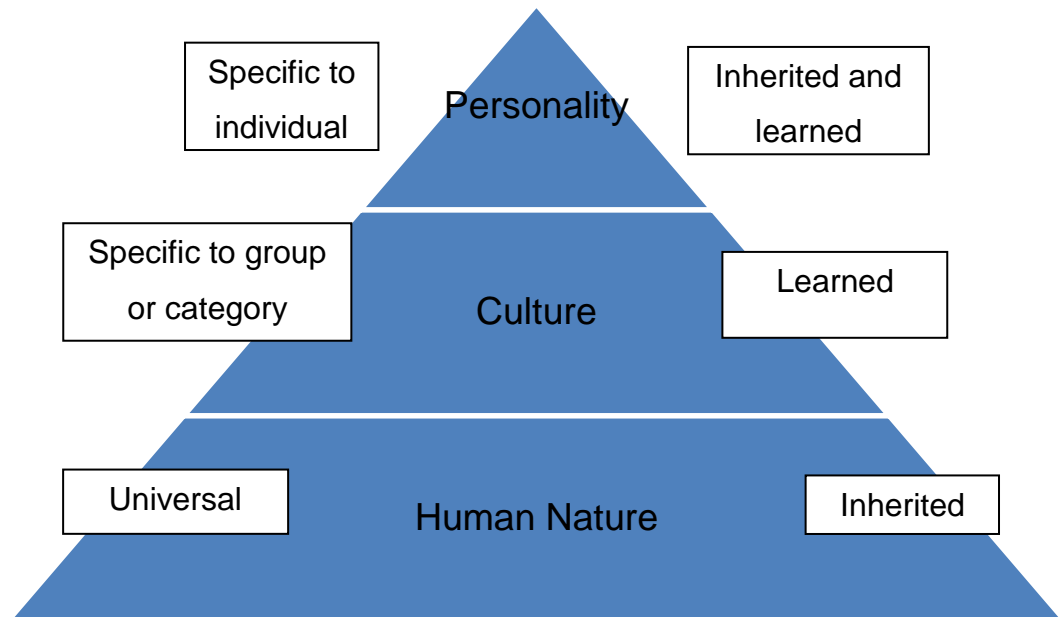 Specific to
individual
Personality
Inherited and
learned
Specific to group
or category
Culture
Learned
Universal
Human Nature
Inherited